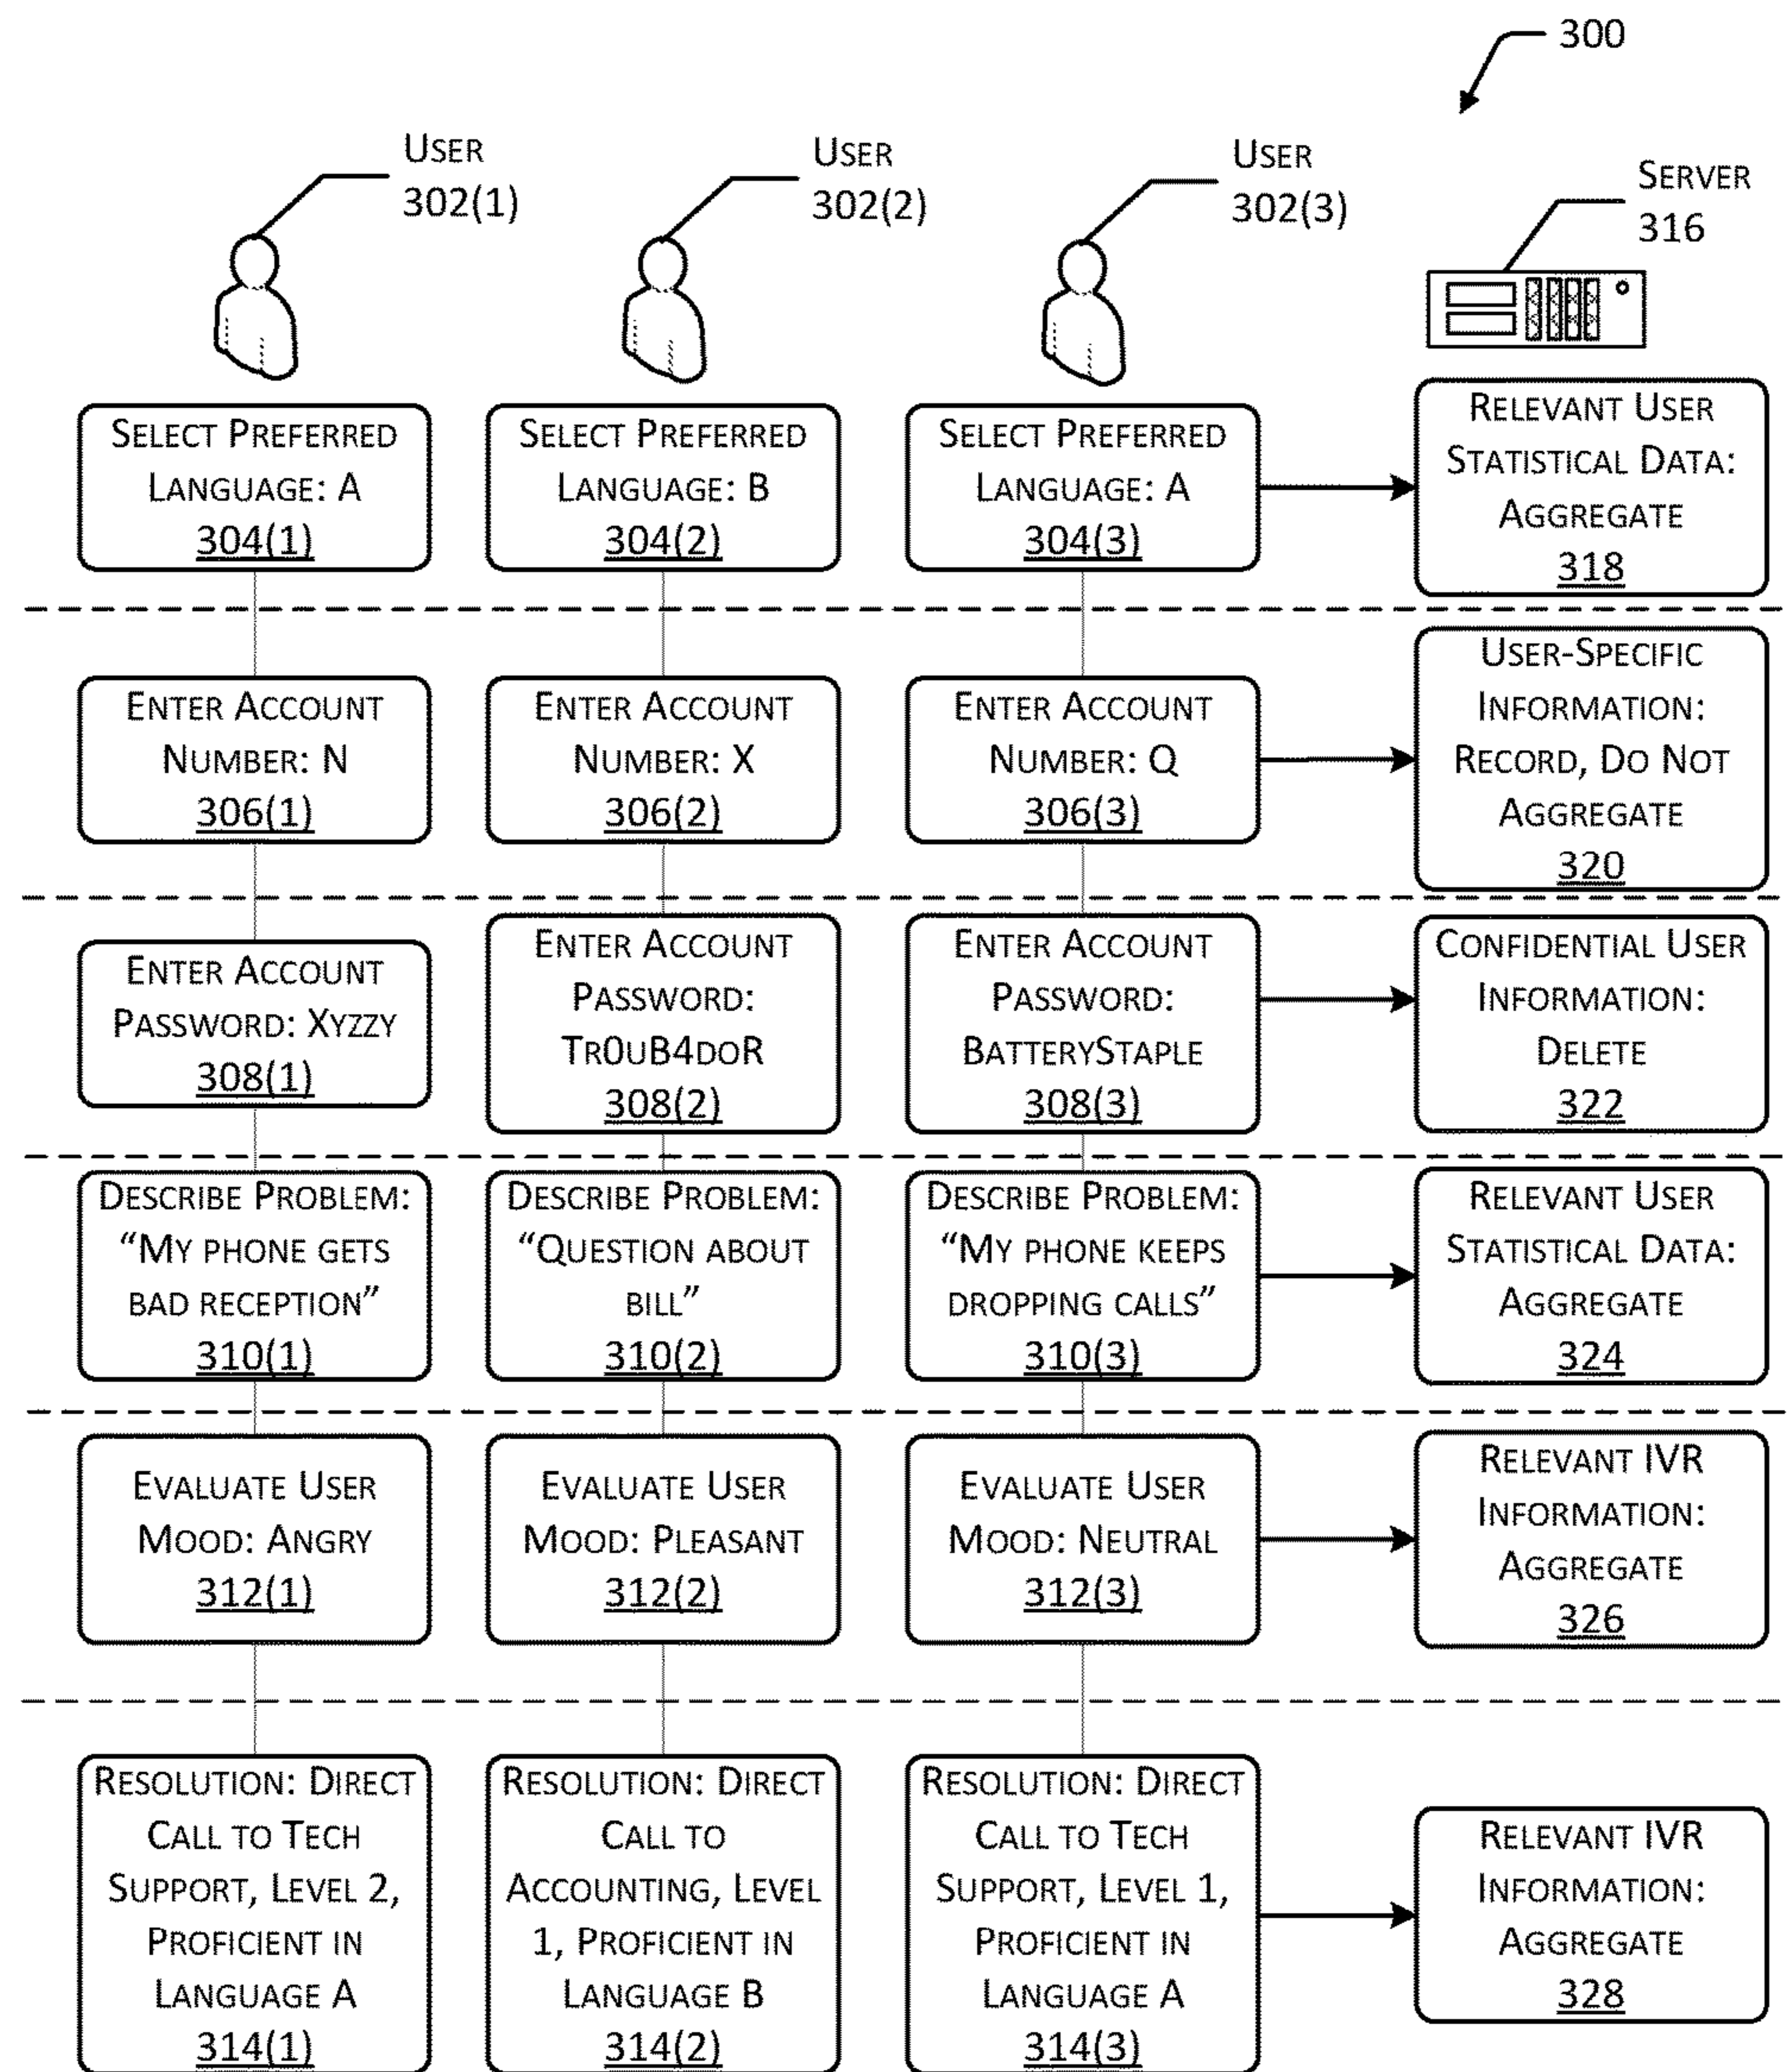 300
User
302(1)
User
302(2)
User
302(3)
Server
316
Select Preferred
Language: A
304(1)
Select Preferred
Language: B
304(2)
Select Preferred
Language: A
304(3)
Relevant User
Statistical Data:
Aggregate
318
Enter Account
Number: N
306(1)
Enter Account
Number: X
306(2)
Enter Account
Number: Q
306(3)
User-Specific
Information:
Record, Do Not
Aggregate
320
Enter Account
Password: Xyzzy
308(1)
Enter Account
Password:
Tr0uB4doR
308(2)
Enter Account
Password:
BatteryStaple
308(3)
Confidential User
Information:
Delete
322
Describe Problem:
“My phone gets
bad reception”
310(1)
Describe Problem:
“Question about
bill”
310(2)
Describe Problem:
“My phone keeps
dropping calls”
310(3)
Relevant User
Statistical Data:
Aggregate
324
Evaluate User
Mood: Angry
312(1)
Evaluate User
Mood: Pleasant
312(2)
Evaluate User
Mood: Neutral
312(3)
Relevant IVR
Information:
Aggregate
326
Resolution: Direct
Call to Tech
Support, Level 2,
Proficient in
Language A
314(1)
Resolution: Direct
Call to
Accounting, Level
1, Proficient in
Language B
314(2)
Resolution: Direct
Call to Tech
Support, Level 1,
Proficient in
Language A
314(3)
Relevant IVR
Information:
Aggregate
328